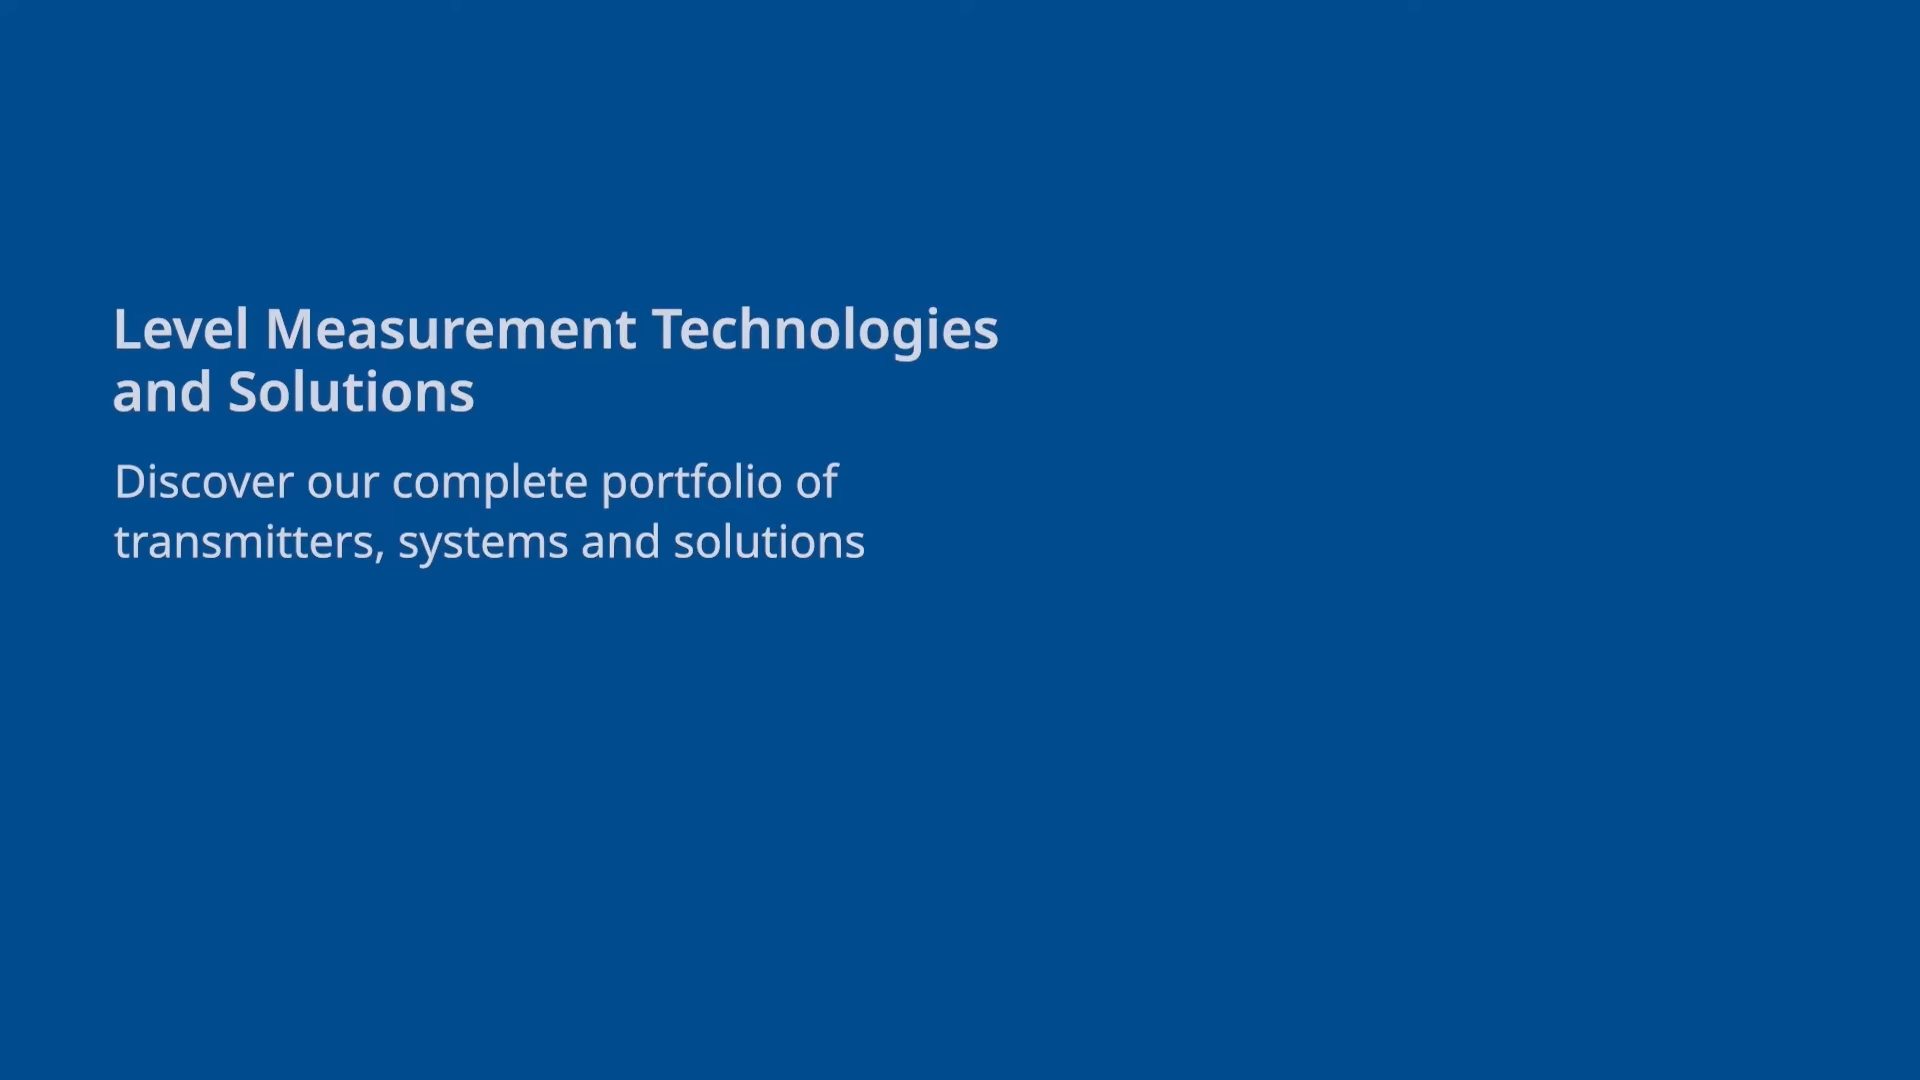 Level Measurement Technologies
and Solutions
Discover our complete portfolio of
transmitters, systems and solutions